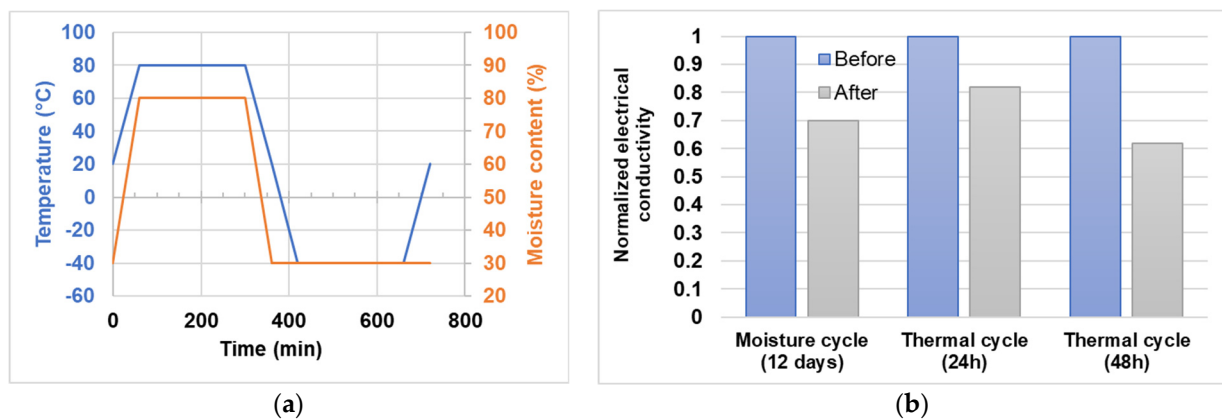 100
80
60
40
20
0
-20
-40
-60
Temperature (°C)
100
90
80
70
60
50
40
30
20
Moisture content (%)
0 200 400 600 800
Time (min)
(a)
1
0.9
0.8
0.7
0.6
0.5
0.4
0.3
0.2
0.1
0
Normalized electrical
conductivity
Before
After
Moisture cycle
(12 days)
Thermal cycle
(24h)
Thermal cycle
(48h)
(b)